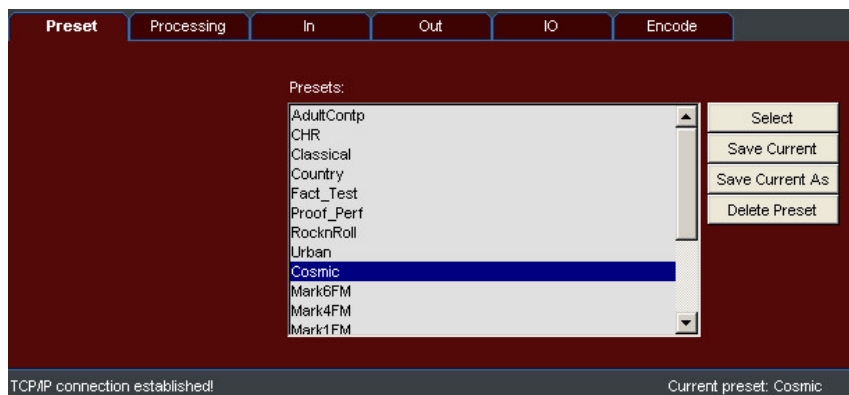 Preset Processing In Out IO Encode
Presets:
AdultContp
CHR
Classical
Country
Fact_Test
Proof_Perf
RocknRoll
Urban
Cosmic
Mark6FM
Mark4FM
Mark1FM
Select
Save Current
Save Current As
Delete Preset
TCP/IP connection established!
Current preset: Cosmic